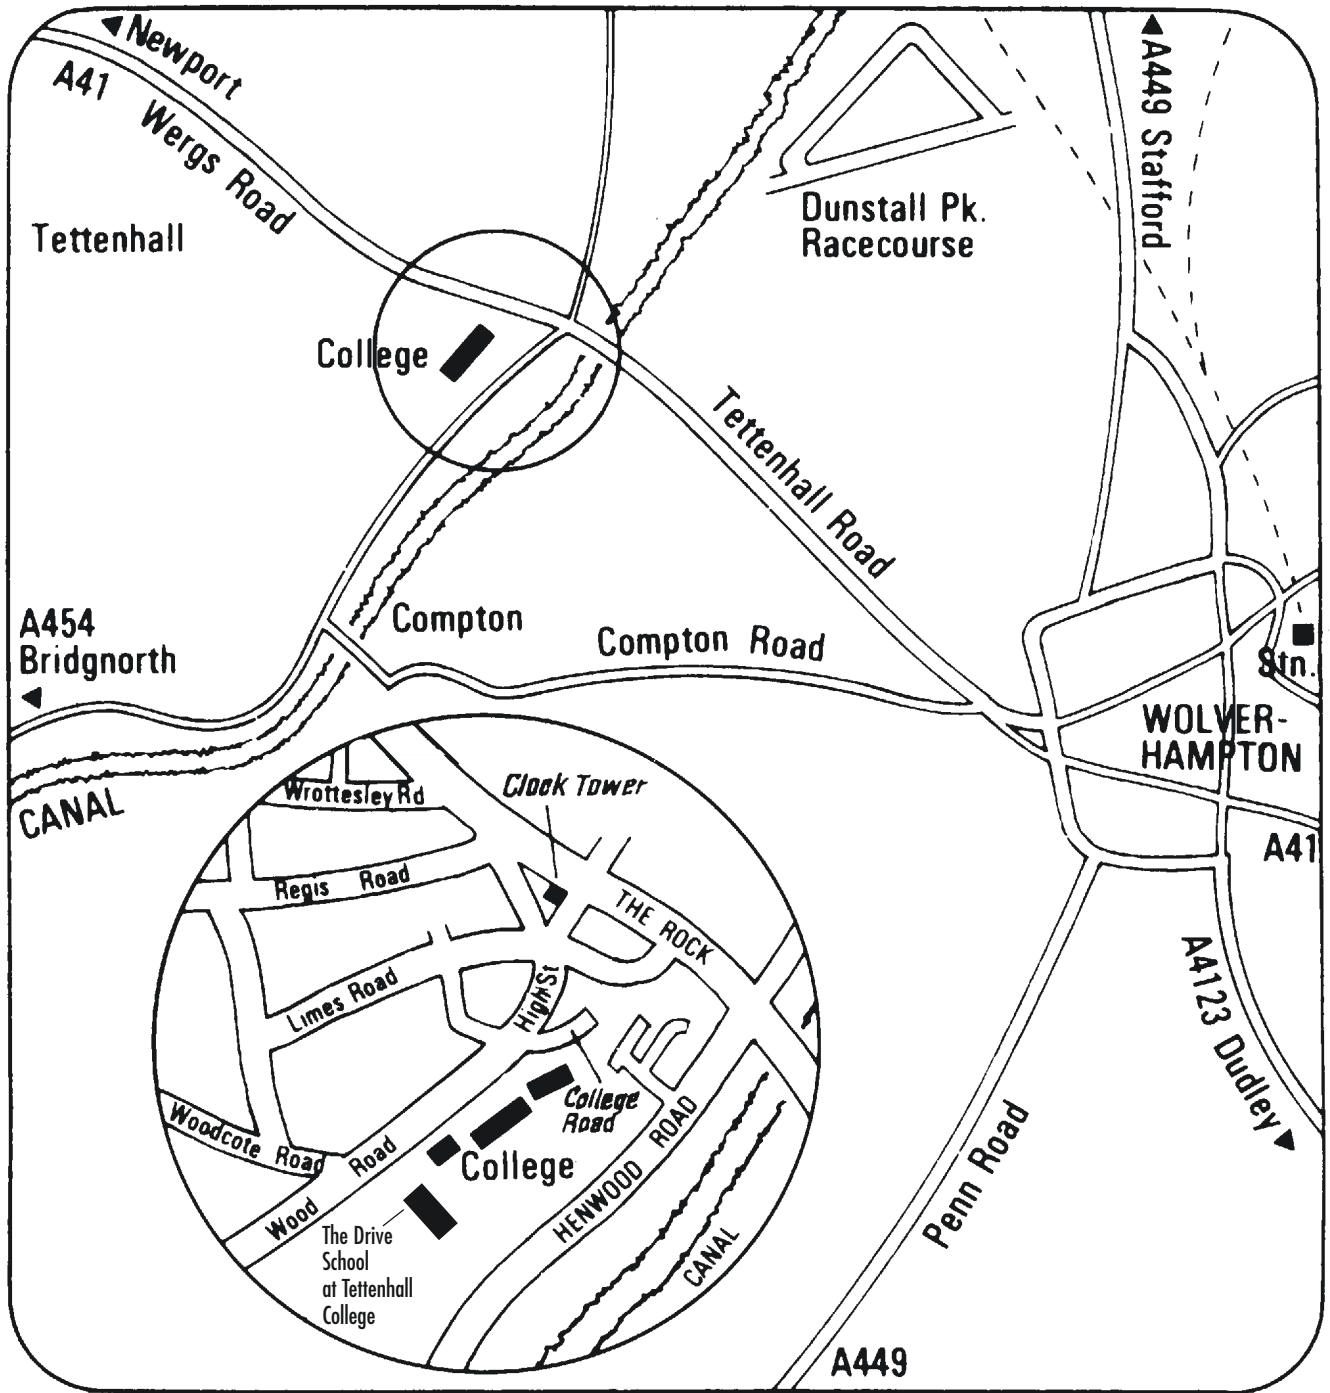 Newport
A41 Wergs Road
A449 Stafford
Tettenhall
Dunstall Pk.
Racecourse
College
Tettenhall Road
A454
Bridgnorth
Compton
Compton Road
Stn.
WOLVER-
HAMPTON
CANAL
A41
A4123 Dudley
Penn Road
A449
Wrottesley Rd
Clock Tower
Regis Road
THE ROCK
Limes Road
High St
College
Road
Woodcote Road
Wood Road
College
HENWOOD ROAD
CANAL
The Drive
School
at Tettenhall
College